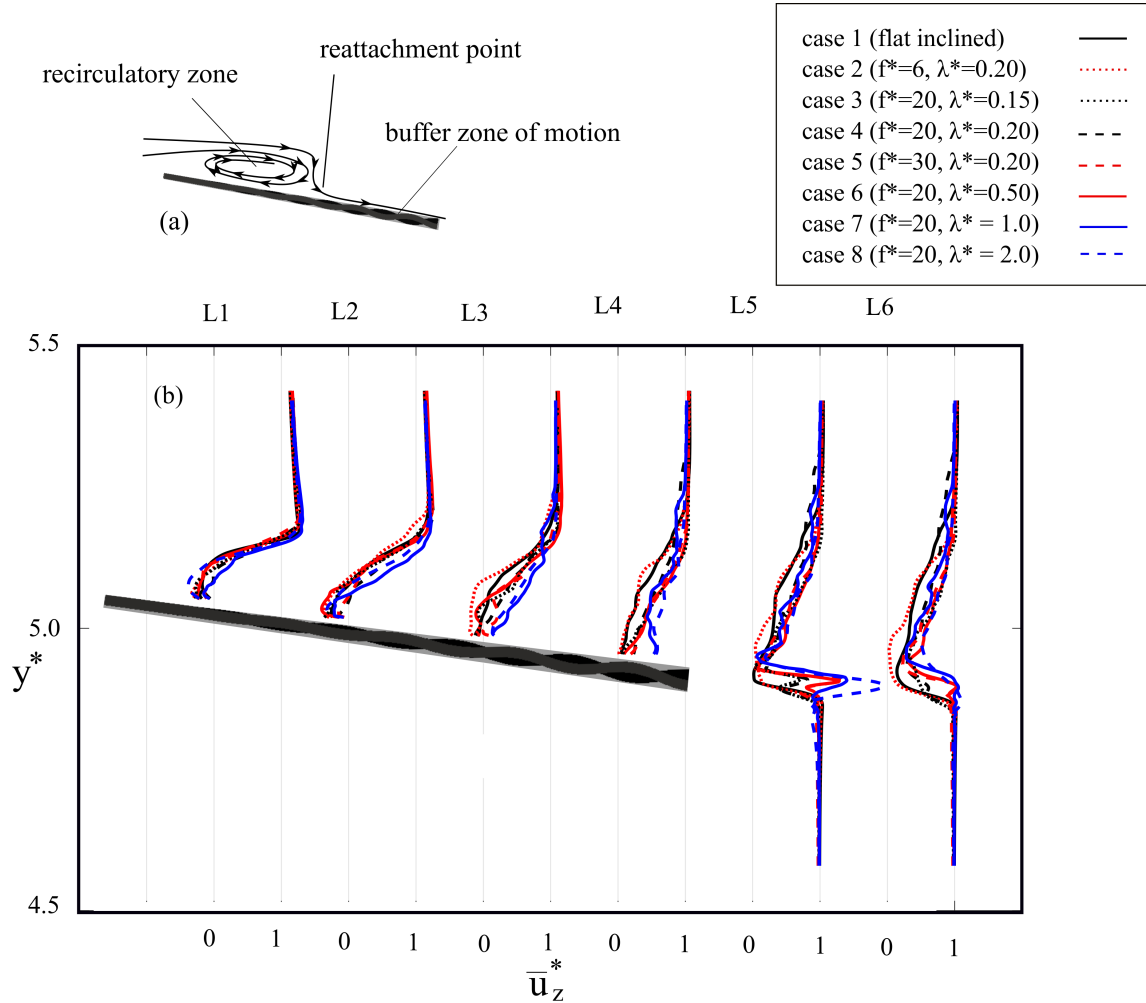 reattachment point
recirculatory zone
buffer zone of motion
(a)
case 1 (flat inclined)
case 2 (f*=6, λ*=0.20)
case 3 (f*=20, λ*=0.15)
case 4 (f*=20, λ*=0.20)
case 5 (f*=30, λ*=0.20)
case 6 (f*=20, λ*=0.50)
case 7 (f*=20, λ* = 1.0)
case 8 (f*=20, λ* = 2.0)
L1 L2 L3 L4 L5 L6
5.5
(b)
5.0
y*
4.5
0 1 0 1 0 1 0 1 0 1 0 1
u̅z*